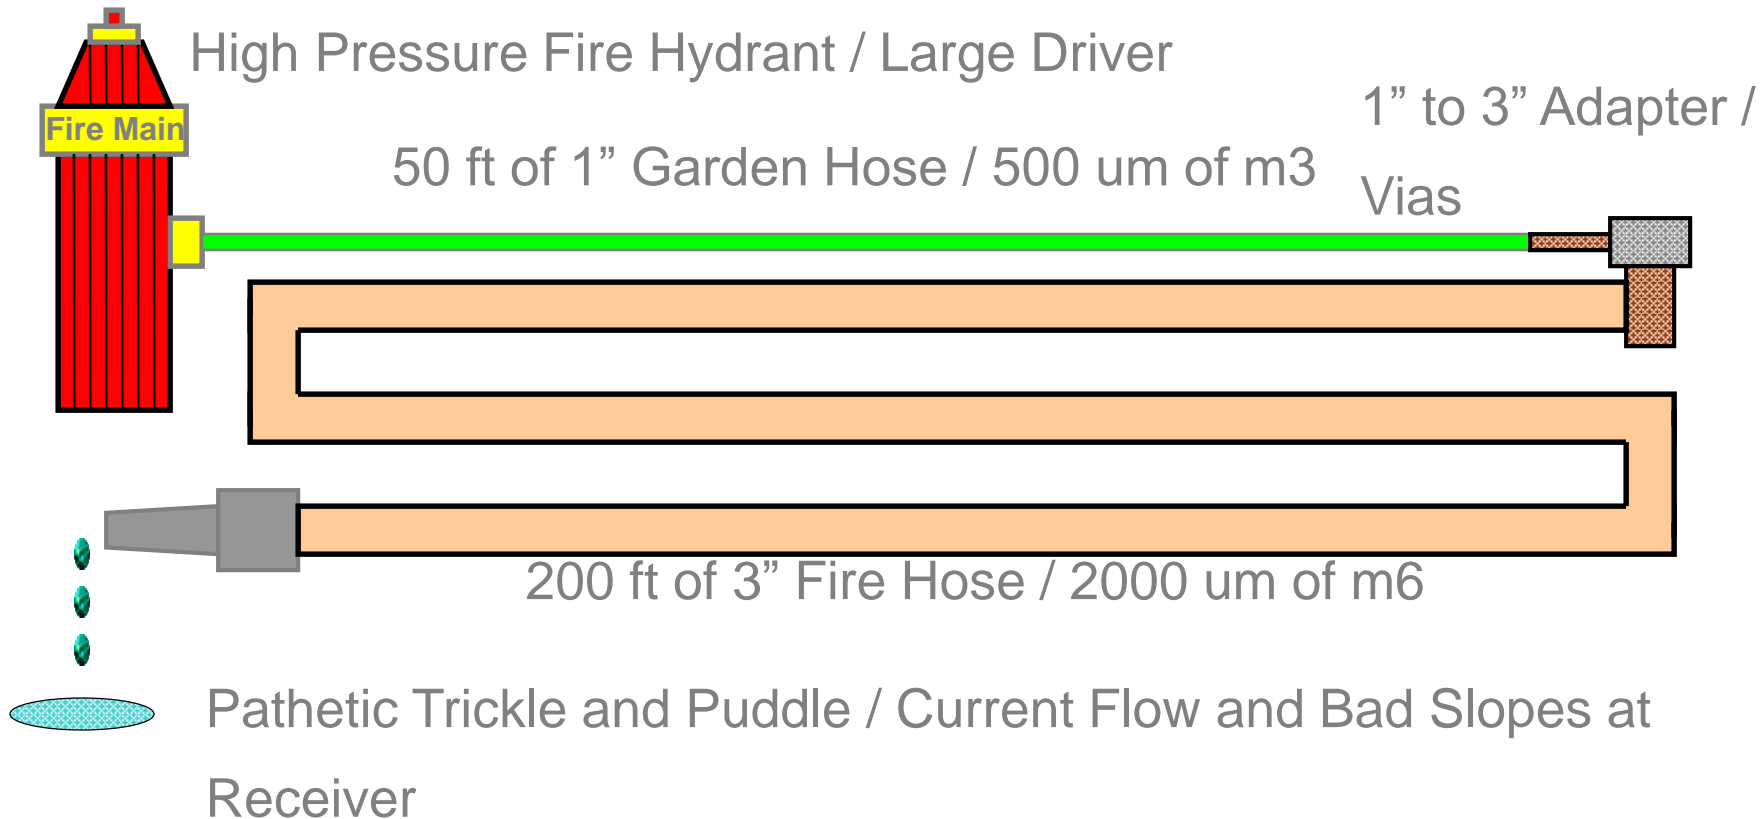 High Pressure Fire Hydrant / Large Driver
1” to 3” Adapter /
Vias
Fire Main
50 ft of 1” Garden Hose / 500 um of m3
200 ft of 3” Fire Hose / 2000 um of m6
Pathetic Trickle and Puddle / Current Flow and Bad Slopes at
Receiver